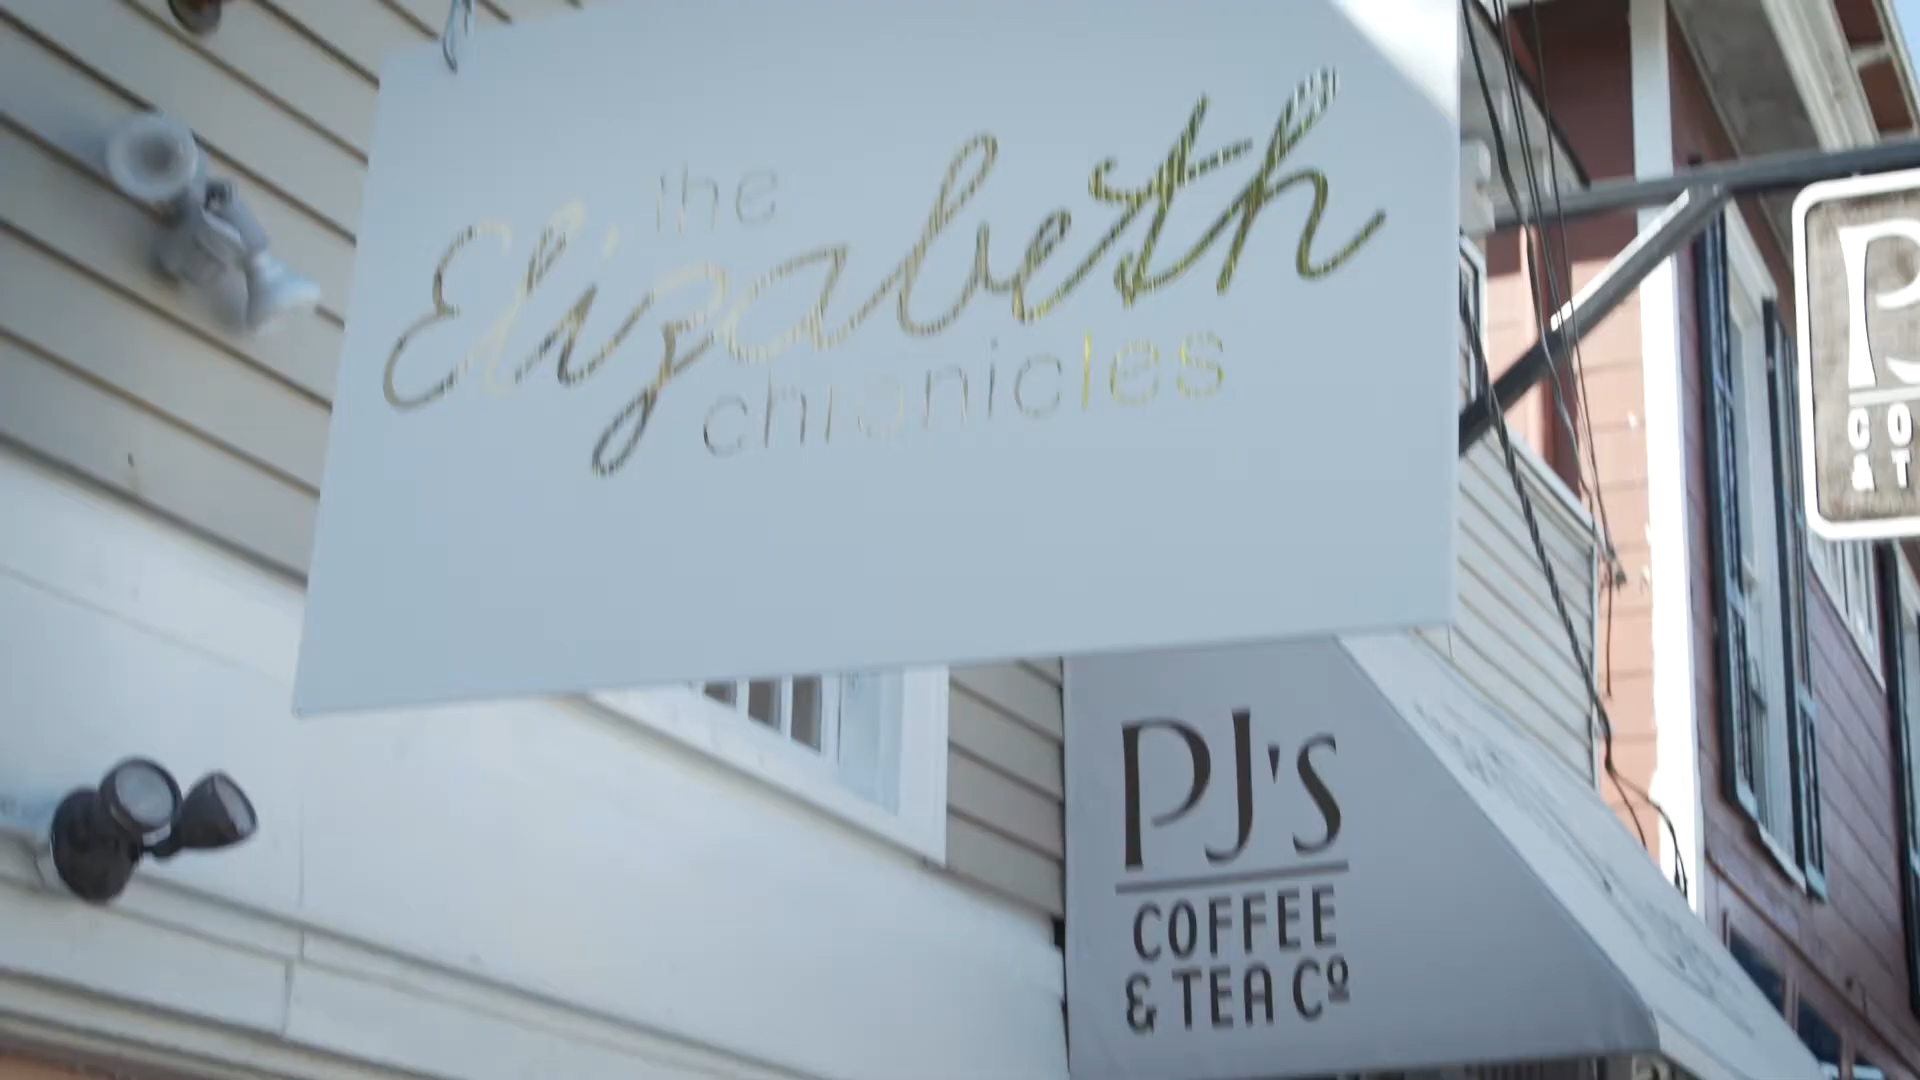 the
Elizabeth
chronicles
PJ's
COFFEE
& TEA Cº